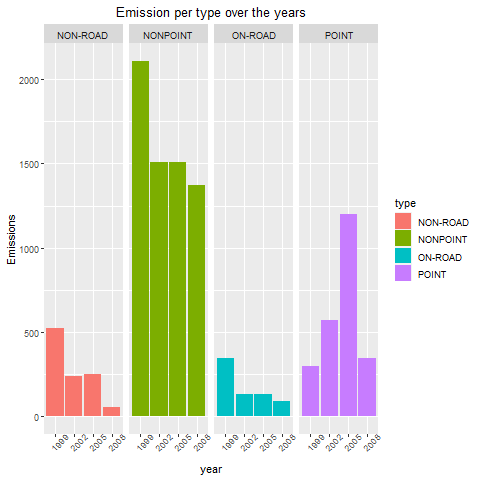 Emission per type over the years
NON-ROAD NONPOINT ON-ROAD POINT
2000
1500
1000
500
0
Emissions
1999 2002 2005 2008 1999 2002 2005 2008 1999 2002 2005 2008 1999 2002 2005 2008
year
type
NON-ROAD
NONPOINT
ON-ROAD
POINT